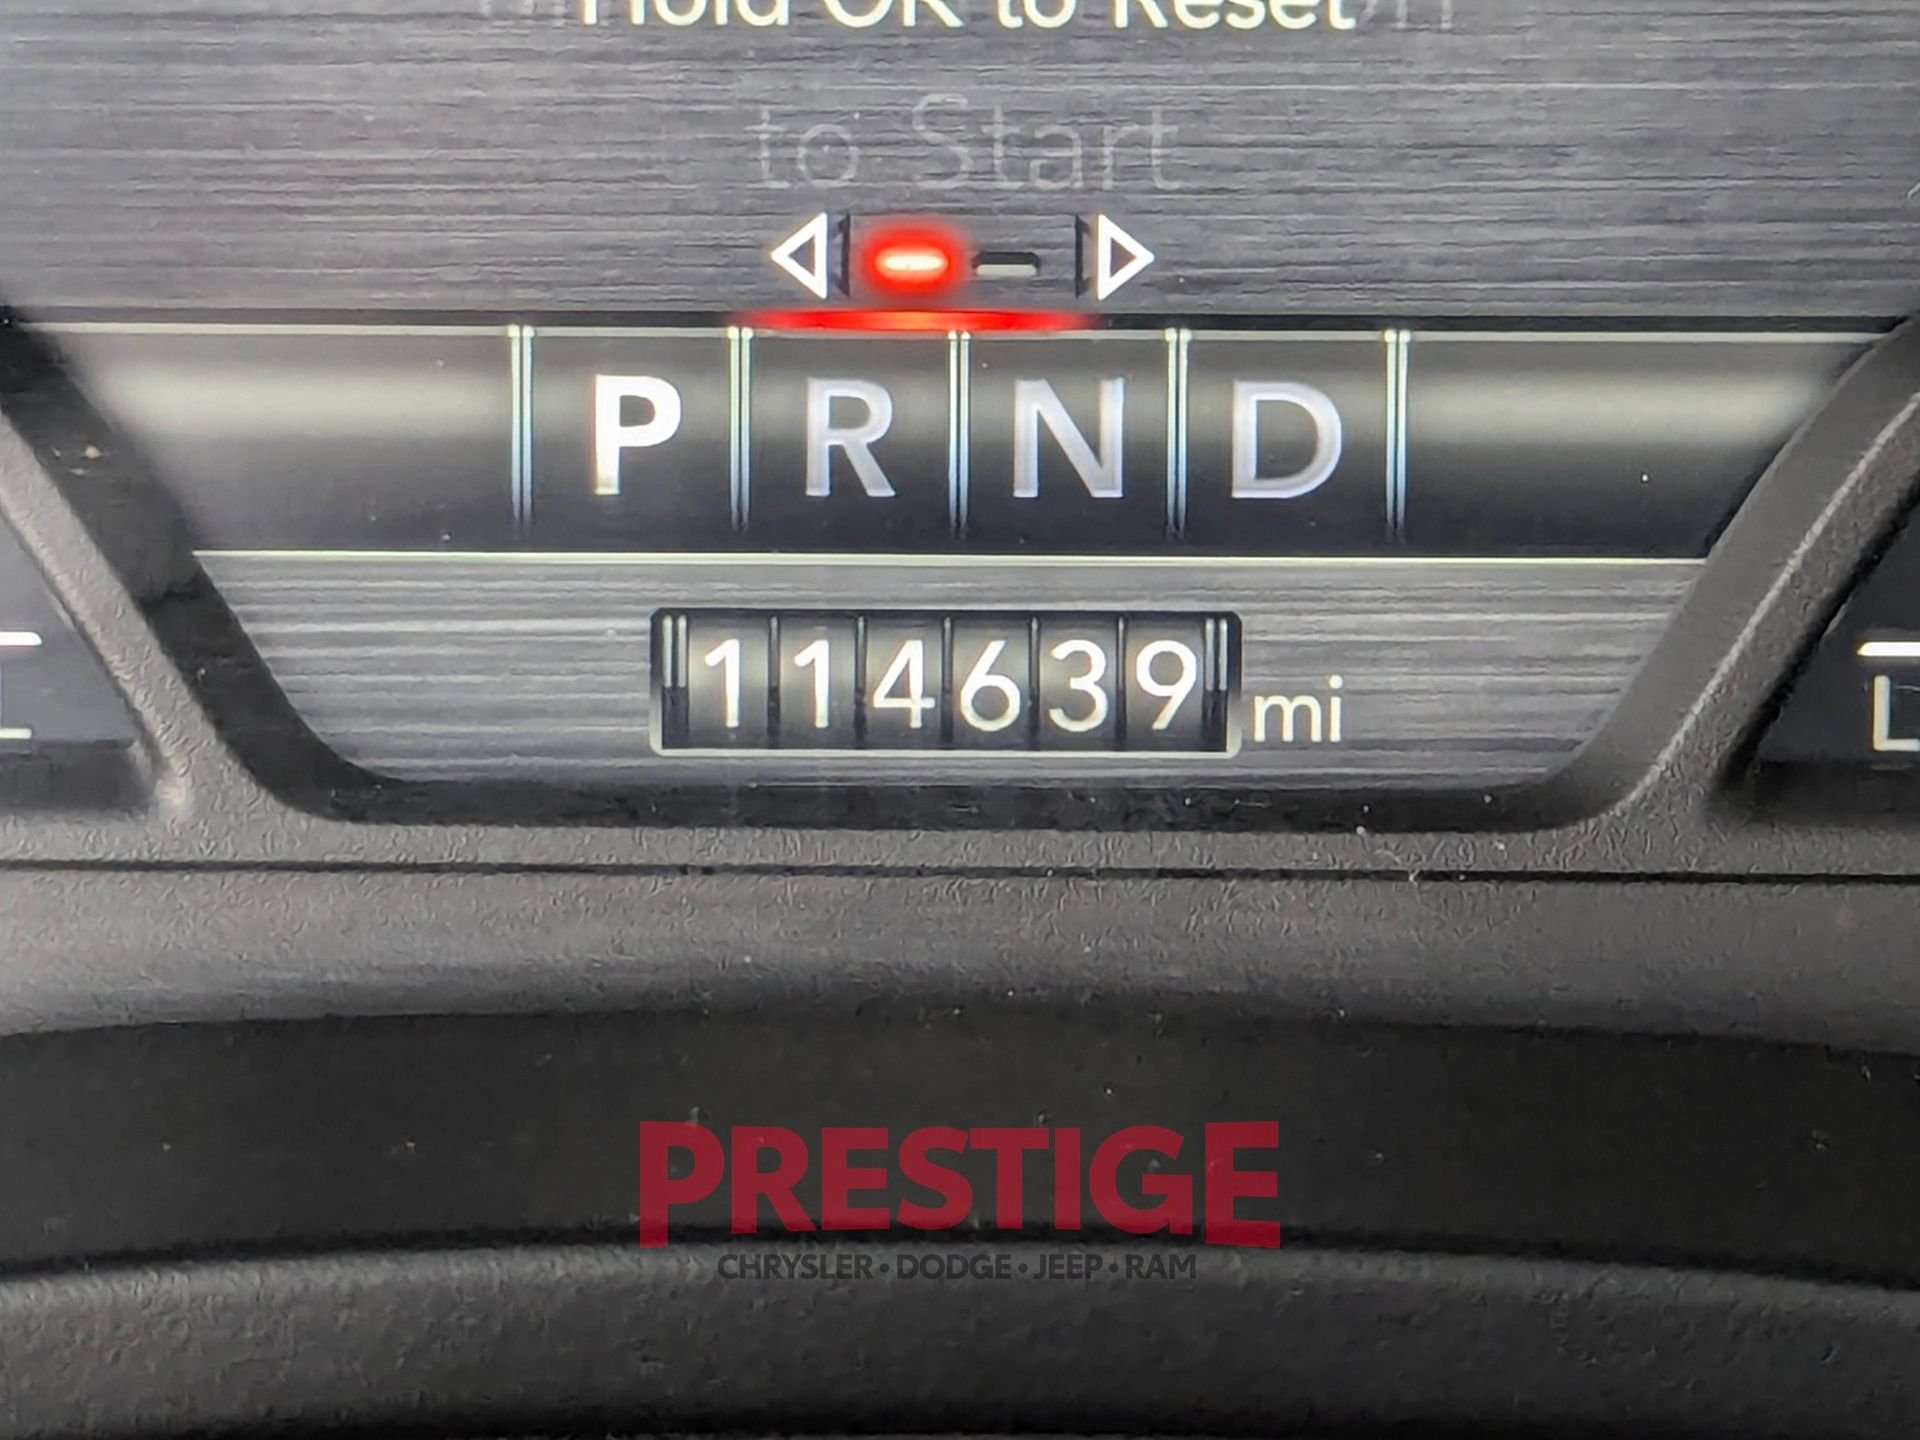 Hold OK to Reset
to Start
P R N D
114639 mi
PRESTIGE
CHRYSLER • DODGE • JEEP • RAM